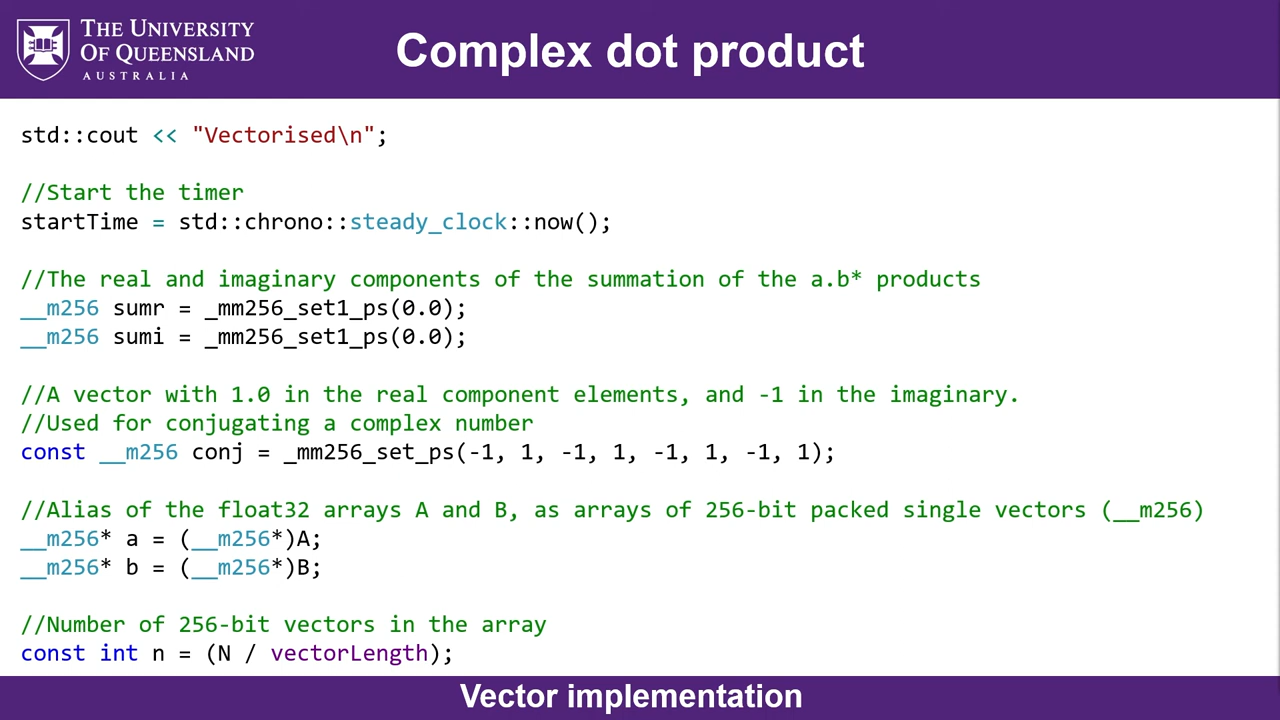 THE UNIVERSITY
OF QUEENSLAND
AUSTRALIA
Complex dot product
std::cout << "Vectorised\n";
//Start the timer
startTime = std::chrono::steady_clock::now();
//The real and imaginary components of the summation of the a.b* products
__m256 sumr = _mm256_set1_ps(0.0);
__m256 sumi = _mm256_set1_ps(0.0);
//A vector with 1.0 in the real component elements, and -1 in the imaginary.
//Used for conjugating a complex number
const __m256 conj = _mm256_set_ps(-1, 1, -1, 1, -1, 1, -1, 1);
//Alias of the float32 arrays A and B, as arrays of 256-bit packed single vectors (__m256)
__m256* a = (__m256*)A;
__m256* b = (__m256*)B;
//Number of 256-bit vectors in the array
const int n = (N / vectorLength);
Vector implementation